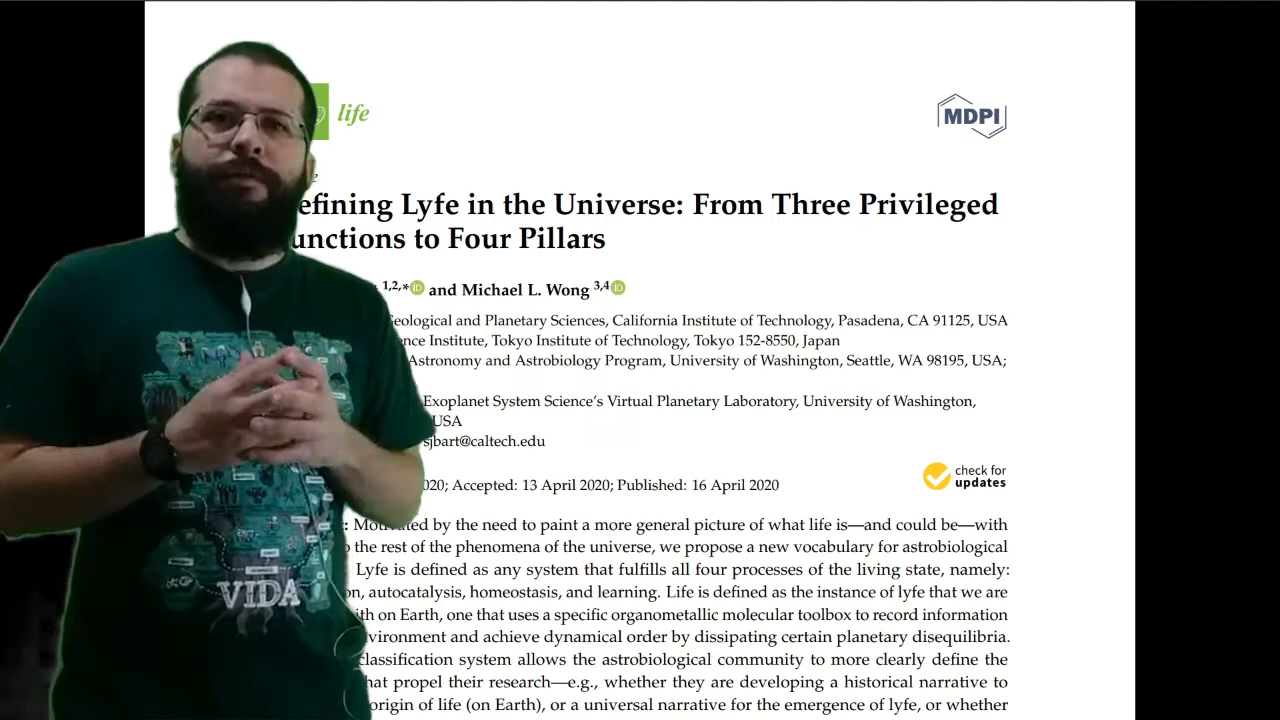 life
MDPI
e
efining Lyfe in the Universe: From Three Privileged
unctions to Four Pillars
1,2,* and Michael L. Wong 3,4
Geological and Planetary Sciences, California Institute of Technology, Pasadena, CA 91125, USA
ence Institute, Tokyo Institute of Technology, Tokyo 152-8550, Japan
Astronomy and Astrobiology Program, University of Washington, Seattle, WA 98195, USA;
Exoplanet System Science’s Virtual Planetary Laboratory, University of Washington,
USA
sjbart@caltech.edu
020; Accepted: 13 April 2020; Published: 16 April 2020
check for
updates
: Motivated by the need to paint a more general picture of what life is—and could be—with
the rest of the phenomena of the universe, we propose a new vocabulary for astrobiological
Lyfe is defined as any system that fulfills all four processes of the living state, namely:
on, autocatalysis, homeostasis, and learning. Life is defined as the instance of lyfe that we are
ith on Earth, one that uses a specific organometallic molecular toolbox to record information
vironment and achieve dynamical order by dissipating certain planetary disequilibria.
classification system allows the astrobiological community to more clearly define the
hat propel their research—e.g., whether they are developing a historical narrative to
origin of life (on Earth), or a universal narrative for the emergence of lyfe, or whether
VIDA